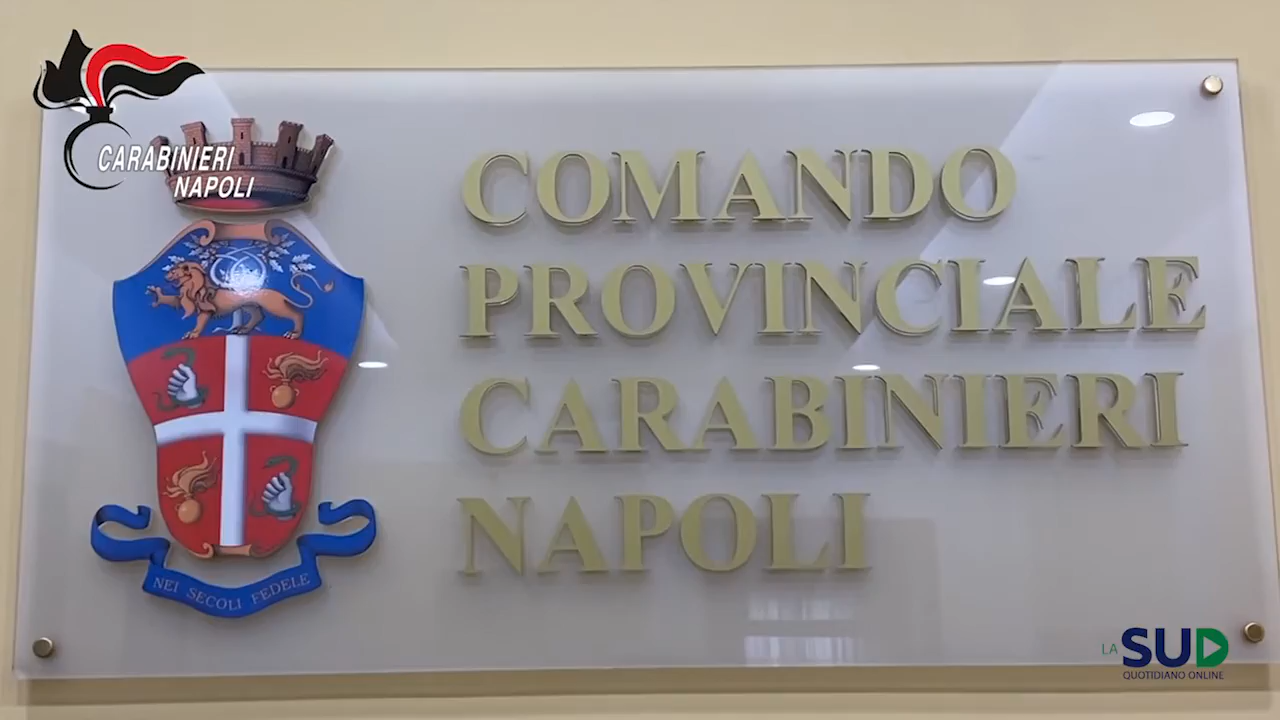 CARABINIERI
NAPOLI
COMANDO
PROVINCIALE
CARABINIERI
NAPOLI
NEI SECOLI FEDELE
LA SUD
QUOTIDIANO ONLINE